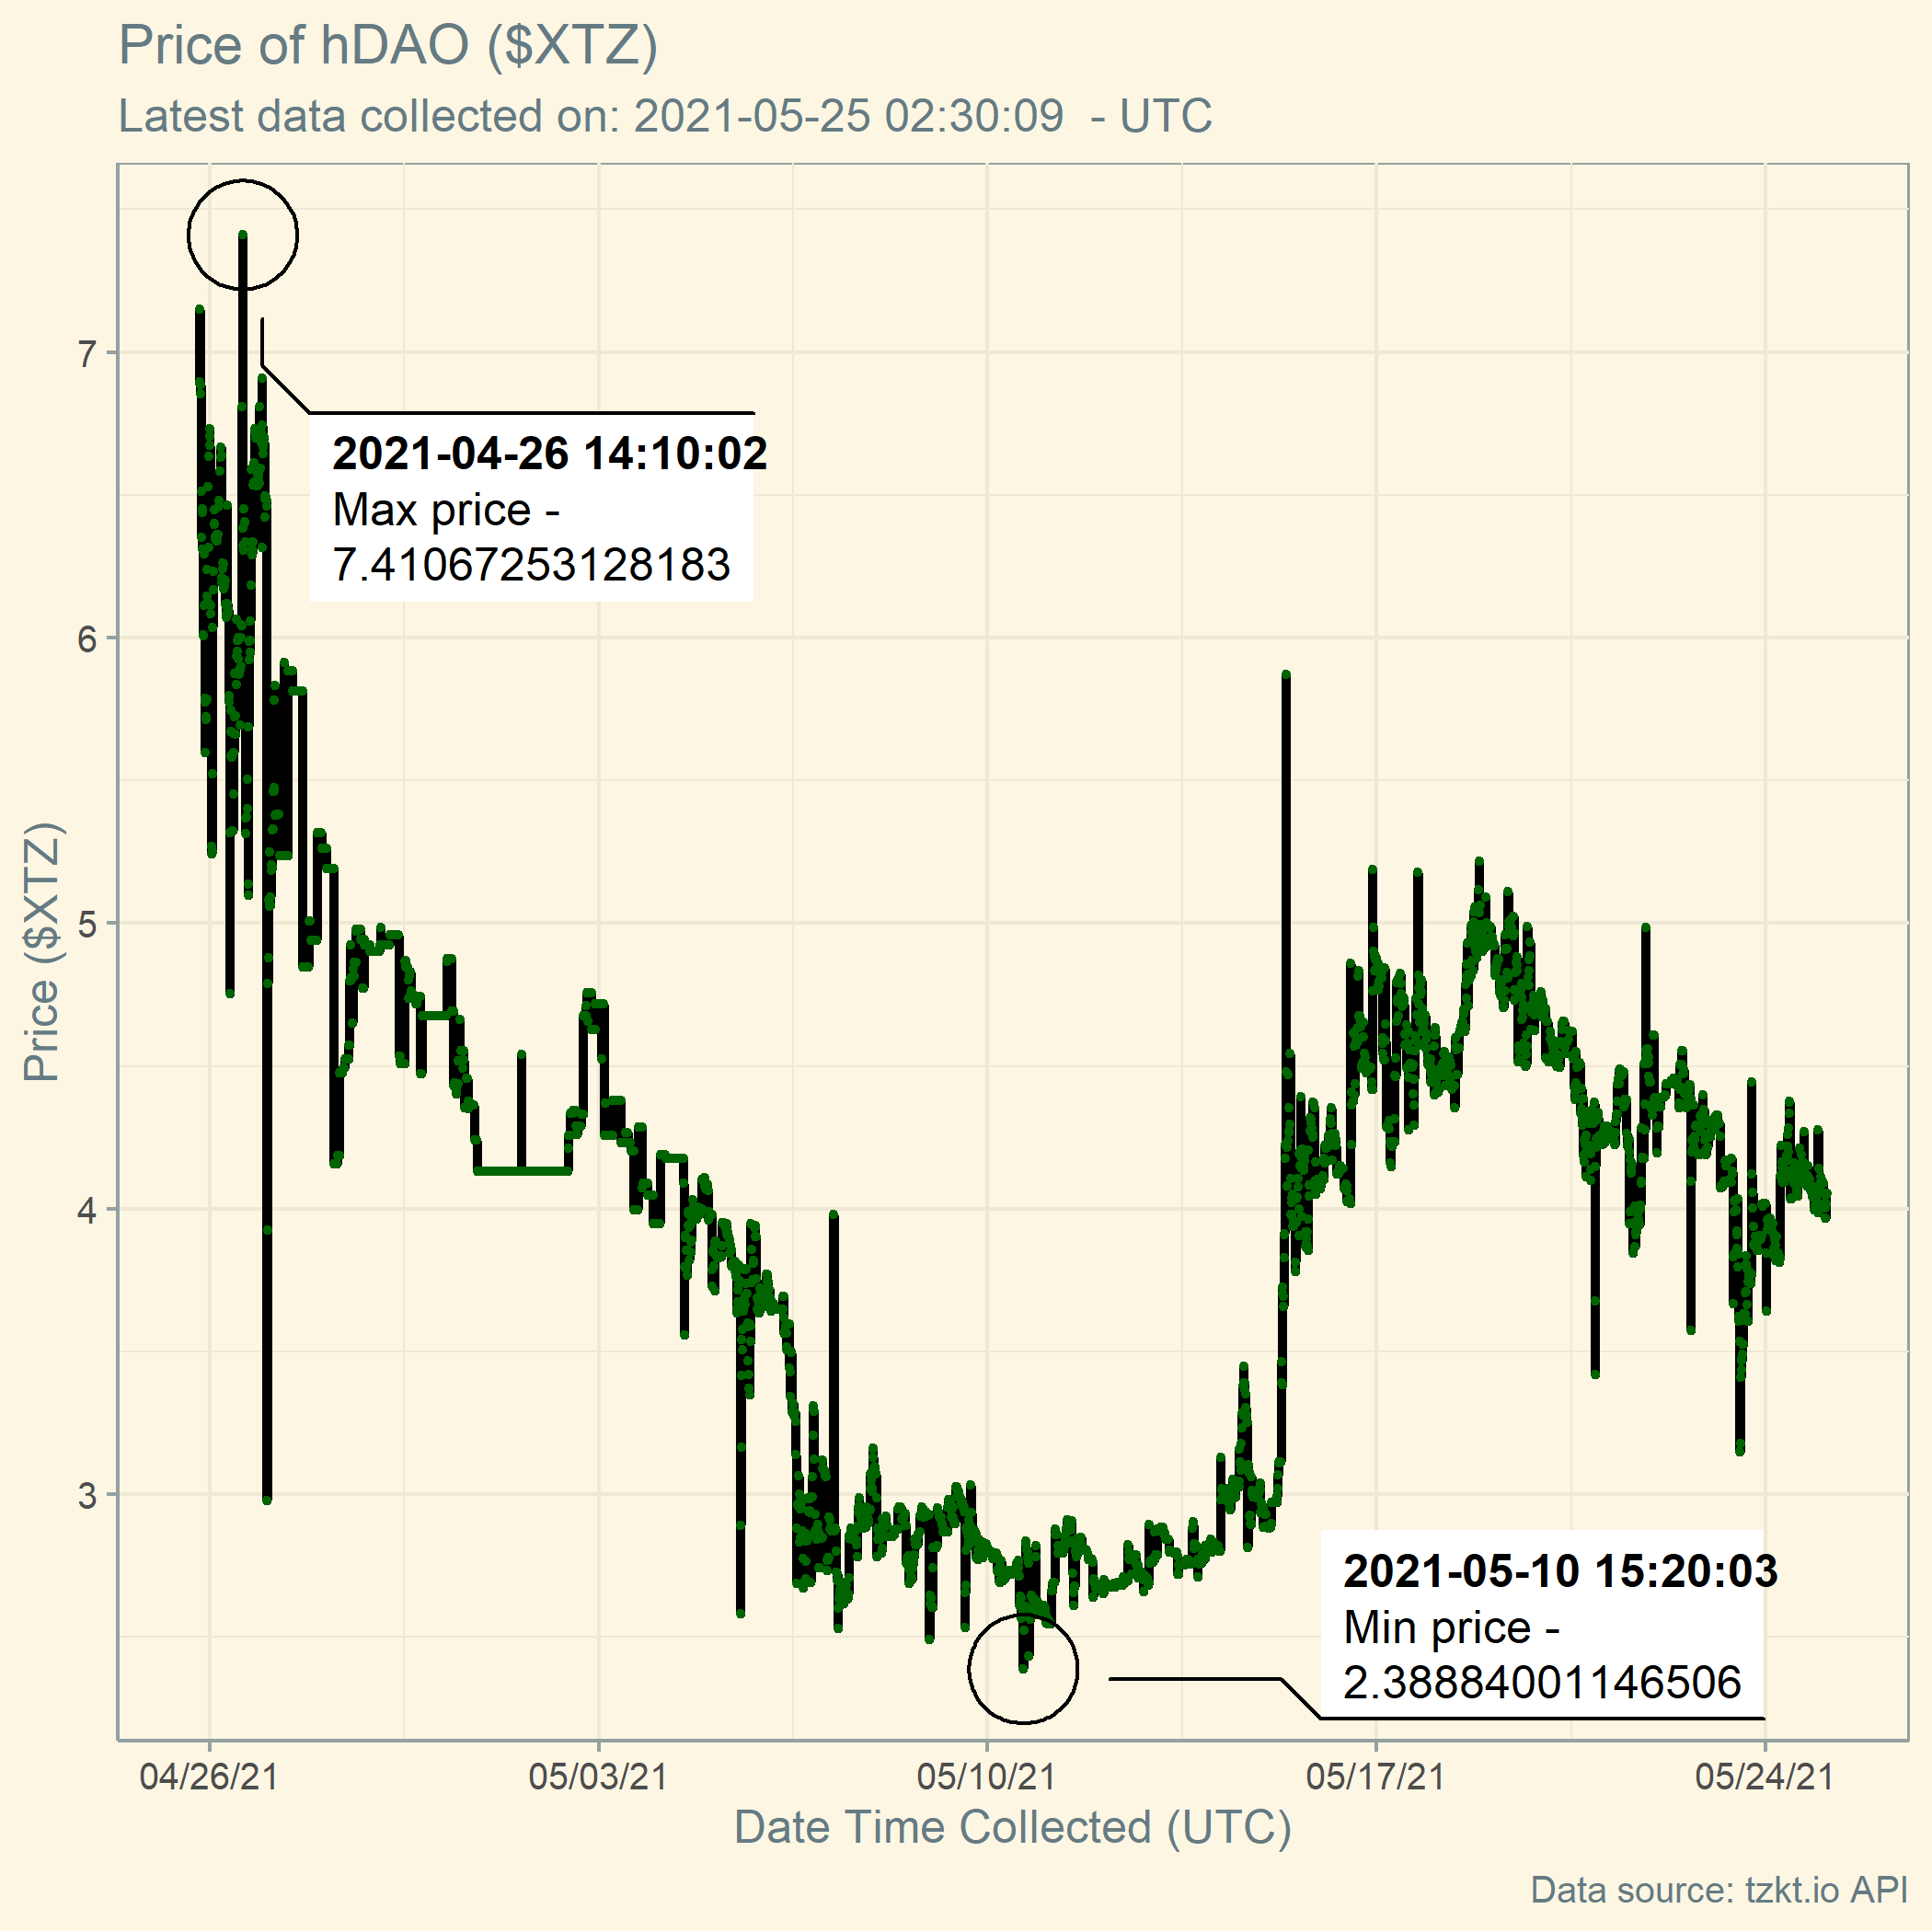 Price of hDAO ($XTZ)
Latest data collected on: 2021-05-25 02:30:09  - UTC
Price ($XTZ)
7
6
5
4
3
2021-04-26 14:10:02
Max price -
7.41067253128183
2021-05-10 15:20:03
Min price -
2.38884001146506
04/26/21
05/03/21
05/10/21
05/17/21
05/24/21
Date Time Collected (UTC)
Data source: tzkt.io API